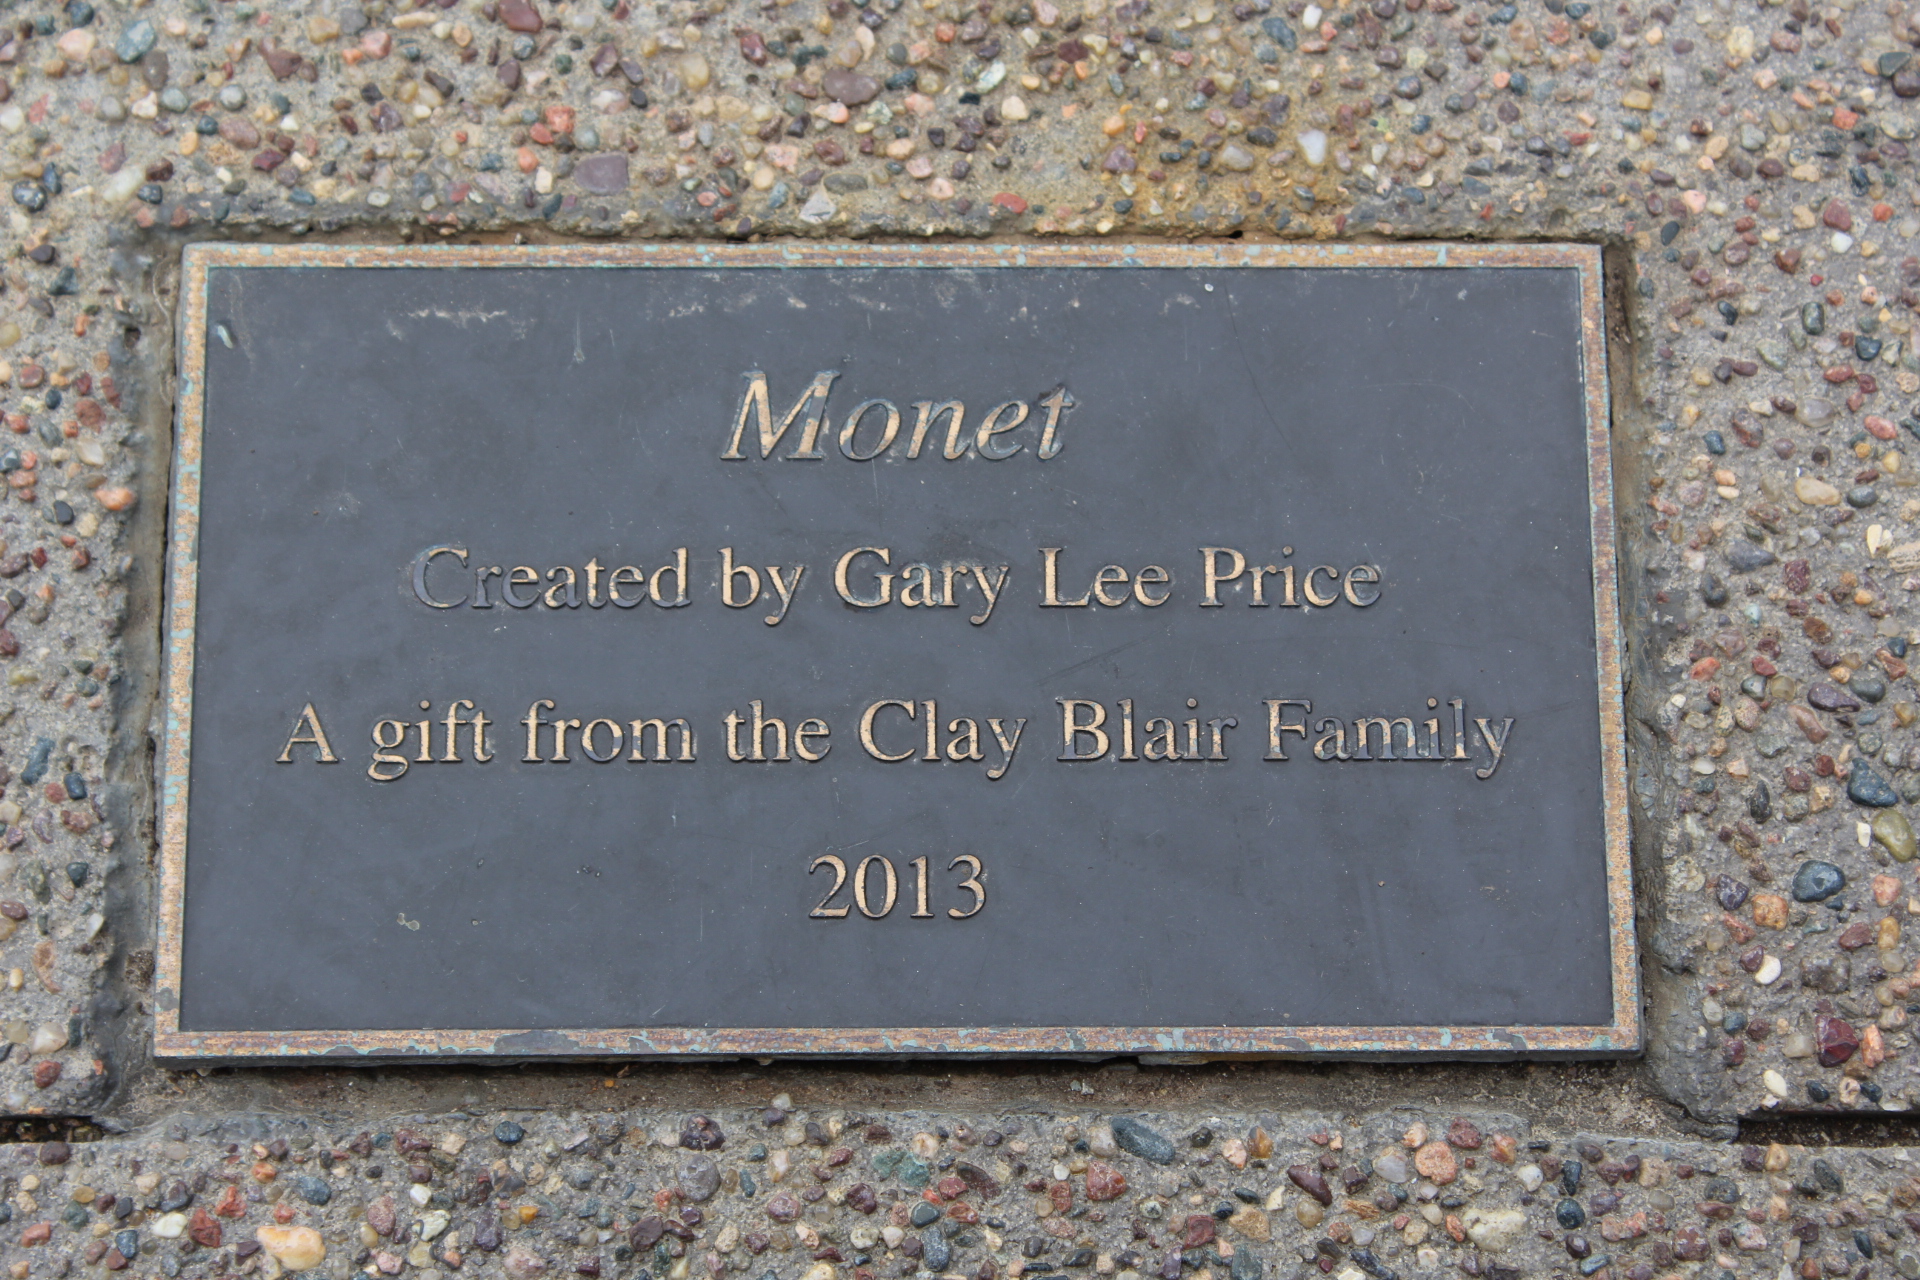 Monet
Created by Gary Lee Price
A gift from the Clay Blair Family
2013